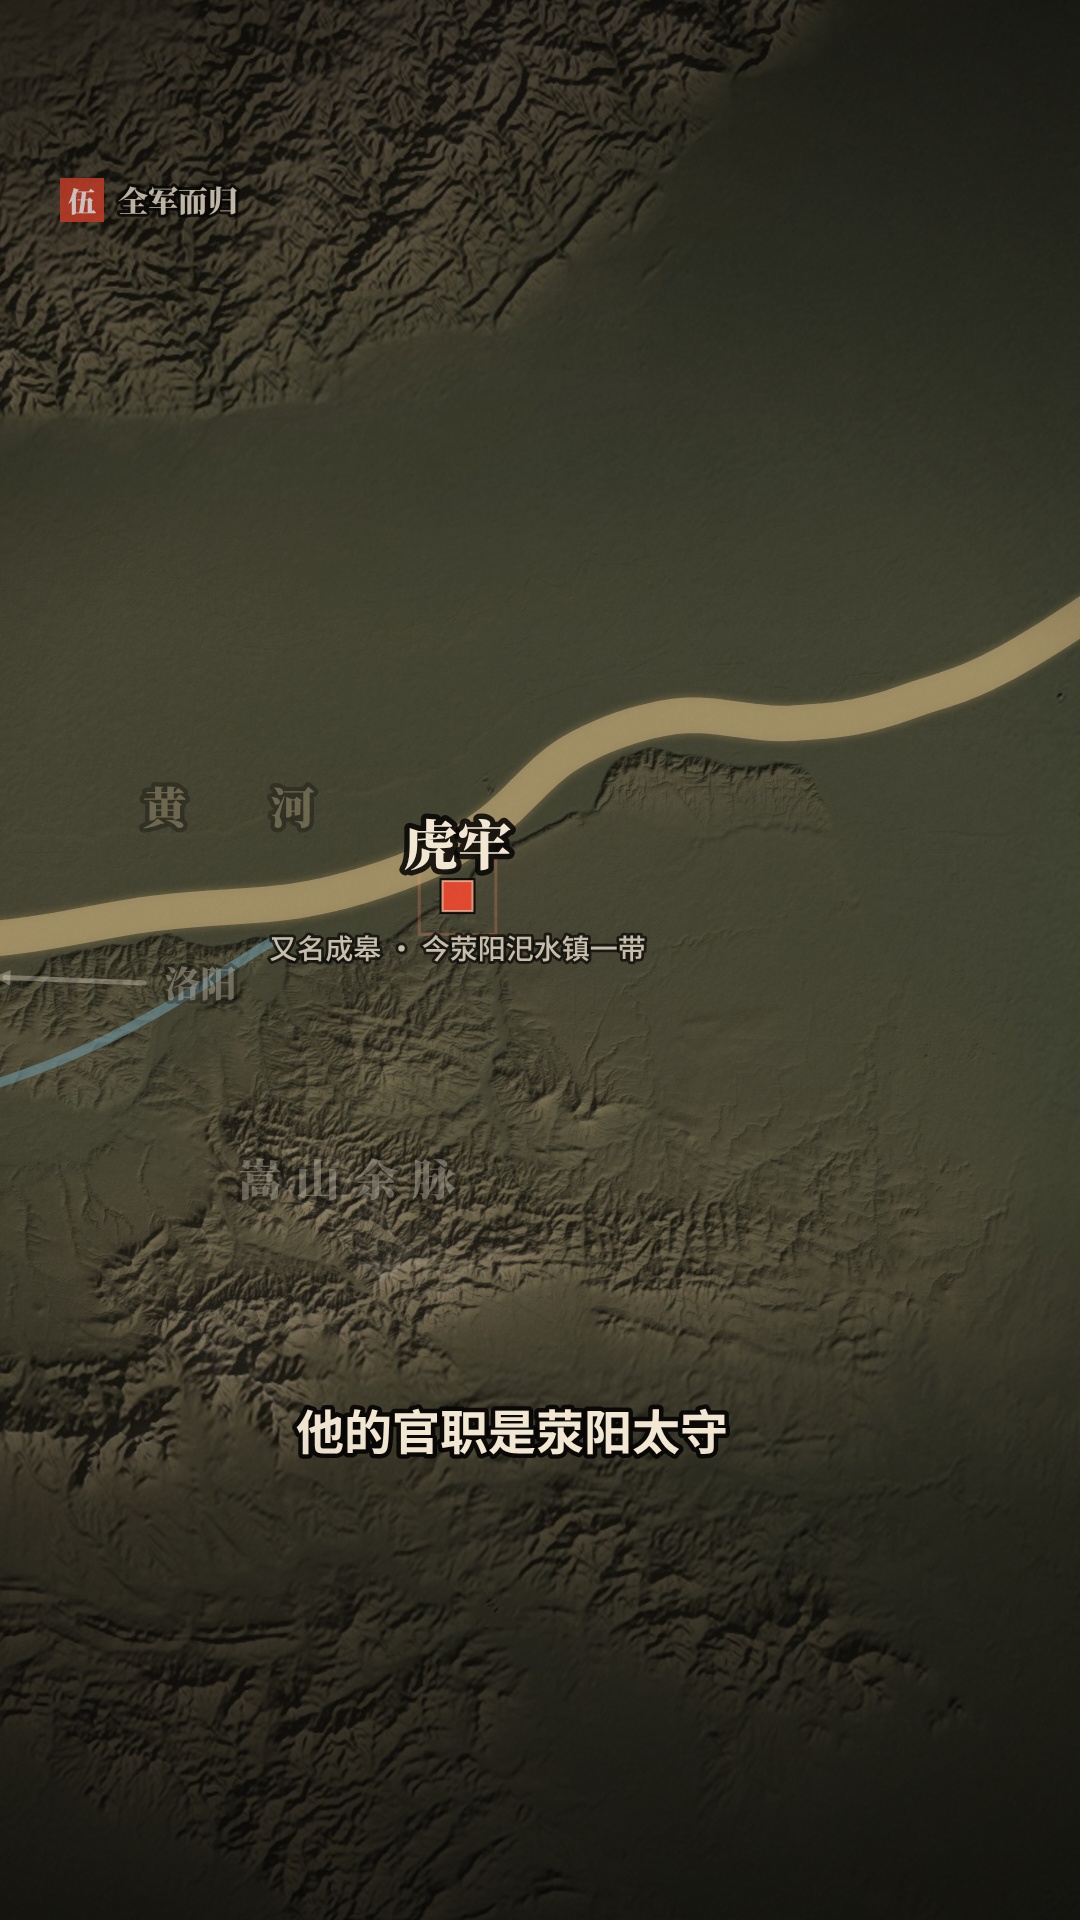 伍 全军而归
黄河
虎牢
又名成皋 · 今荥阳汜水镇一带
洛阳
嵩山余脉
他的官职是荥阳太守